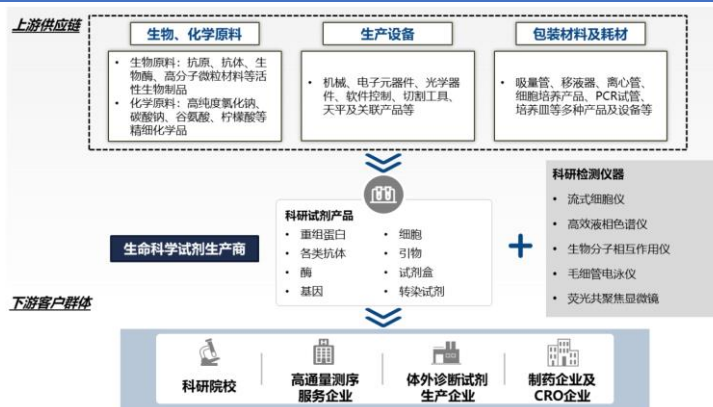 上游供应链
生物、化学原料
• 生物原料：抗原、抗体、生
物酶、高分子微粒材料等活
性生物制品
• 化学原料：高纯度氯化钠、
碳酸钠、谷氨酸、柠檬酸等
精细化学品
生产设备
• 机械、电子元器件、光学器
件、软件控制、切割工具、
天平及关联产品等
包装材料及耗材
• 吸量管、移液器、离心管、
细胞培养产品、PCR试管、
培养皿等多种产品及设备等
生命科学试剂生产商
科研试剂产品
• 重组蛋白
• 各类抗体
• 酶
• 基因
• 细胞
• 引物
• 试剂盒
• 转染试剂
+
科研检测仪器
• 流式细胞仪
• 高效液相色谱仪
• 生物分子相互作用仪
• 毛细管电泳仪
• 荧光共聚焦显微镜
下游客户群体
科研院校
高通量测序
服务企业
体外诊断试剂
生产企业
制药企业及
CRO企业